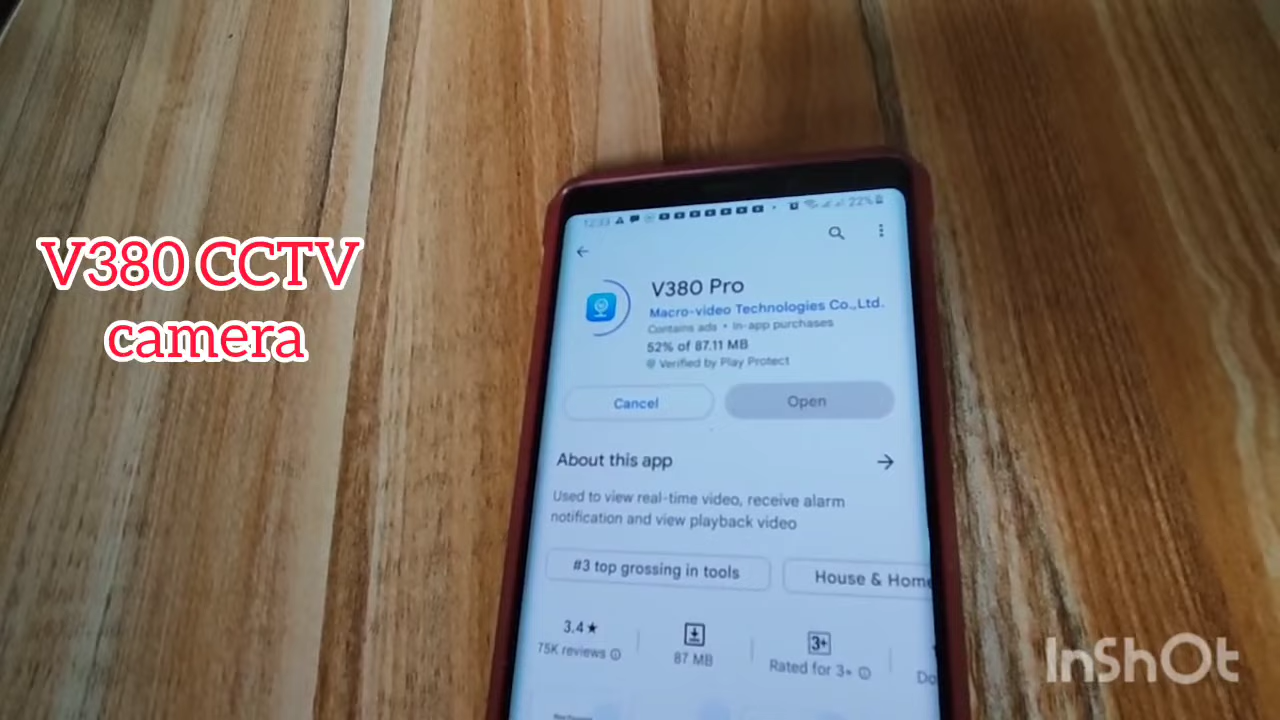 V380 CCTV
camera
22%
V380 Pro
Macro-video Technologies Co.,Ltd.
Contains ads • In-app purchases
52% of 87.11 MB
Verified by Play Protect
Cancel
Open
About this app
Used to view real-time video, receive alarm
notification and view playback video
#3 top grossing in tools
House & Home
3.4★
75K reviews
87 MB
3+
Rated for 3+
Do
InShOt